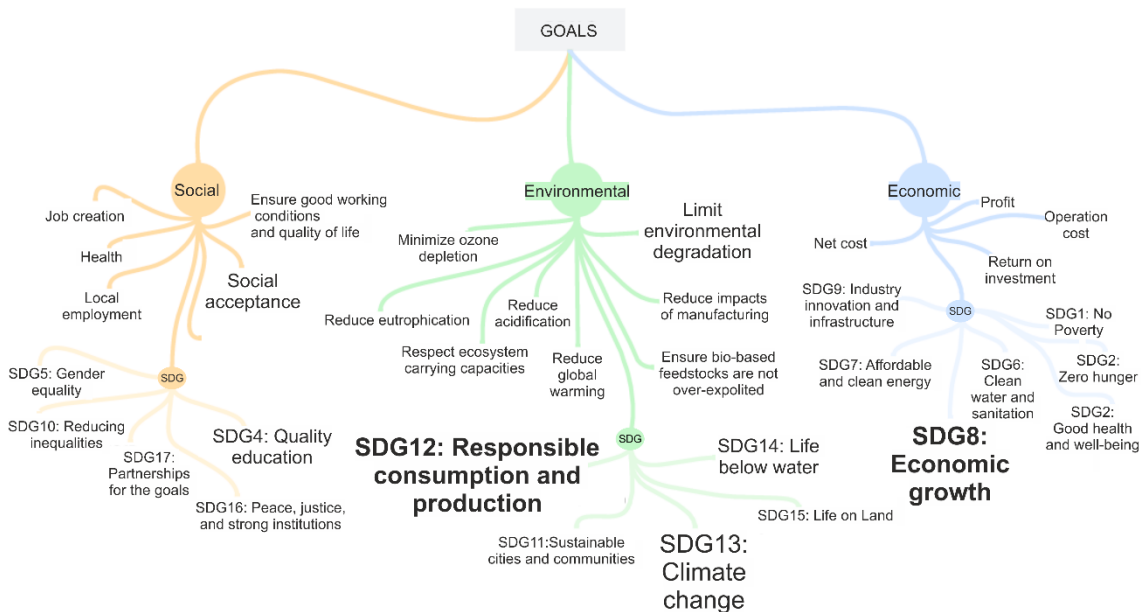 GOALS
Social
Job creation
Health
Local
employment
Ensure good working
conditions
and quality of life
Social
acceptance
SDG
SDG5: Gender
equality
SDG10: Reducing
inequalities
SDG17:
Partnerships
for the goals
SDG16: Peace, justice,
and strong institutions
SDG4: Quality
education
Environmental
Minimize ozone
depletion
Reduce eutrophication
Respect ecosystem
carrying capacities
Reduce
acidification
Reduce
global
warming
Limit
environmental
degradation
Reduce impacts
of manufacturing
Ensure bio-based
feedstocks are not
over-expolited
SDG
SDG12: Responsible
consumption and
production
SDG11:Sustainable
cities and communities
SDG13:
Climate
change
SDG14: Life
below water
SDG15: Life on Land
Economic
Net cost
Profit
Operation
cost
Return on
investment
SDG
SDG9: Industry
innovation and
infrastructure
SDG7: Affordable
and clean energy
SDG8:
Economic
growth
SDG6:
Clean
water and
sanitation
SDG1: No
Poverty
SDG2:
Zero hunger
SDG2:
Good health
and well-being